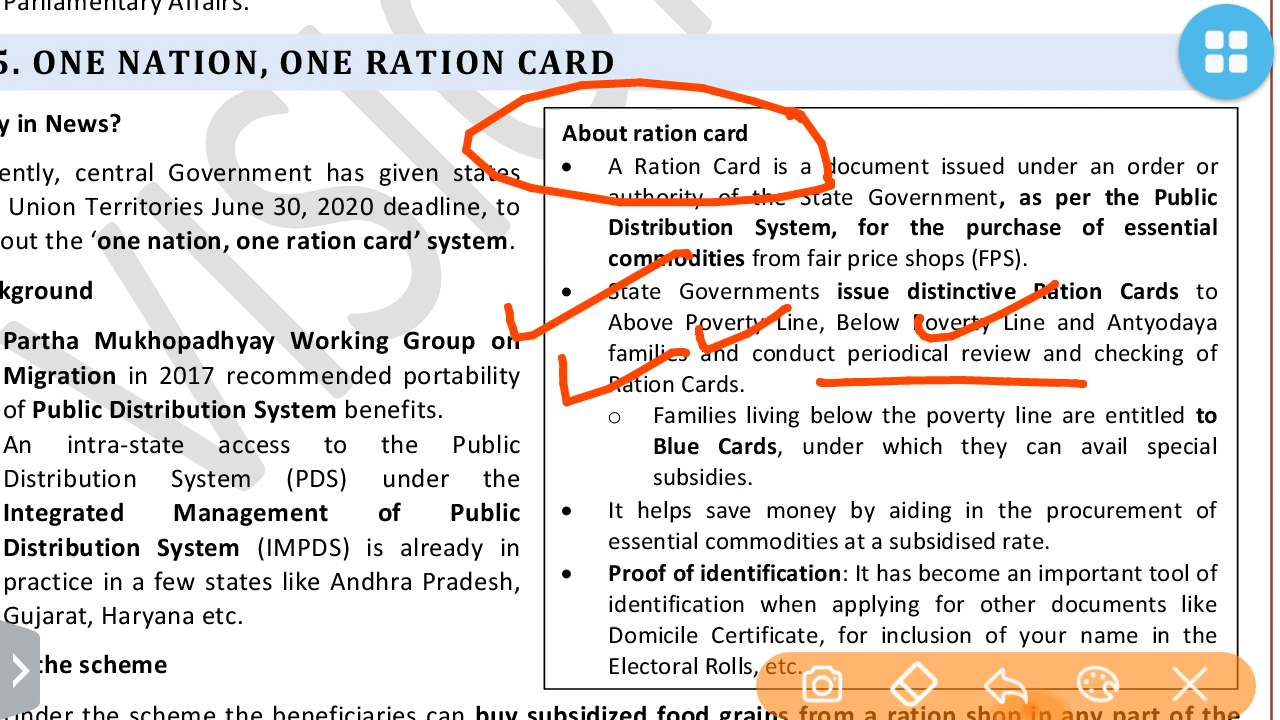 Parliamentary Affairs.
5. ONE NATION, ONE RATION CARD
y in News?
ently, central Government has given states
Union Territories June 30, 2020 deadline, to
out the ‘one nation, one ration card’ system.
kground
Partha Mukhopadhyay Working Group on
Migration in 2017 recommended portability
of Public Distribution System benefits.
An intra-state access to the Public
Distribution System (PDS) under the
Integrated Management of Public
Distribution System (IMPDS) is already in
practice in a few states like Andhra Pradesh,
Gujarat, Haryana etc.
the scheme
About ration card
• A Ration Card is a document issued under an order or
authority of the State Government, as per the Public
Distribution System, for the purchase of essential
commodities from fair price shops (FPS).
• State Governments issue distinctive Ration Cards to
Above Poverty Line, Below Poverty Line and Antyodaya
families and conduct periodical review and checking of
Ration Cards.
o Families living below the poverty line are entitled to
Blue Cards, under which they can avail special
subsidies.
• It helps save money by aiding in the procurement of
essential commodities at a subsidised rate.
• Proof of identification: It has become an important tool of
identification when applying for other documents like
Domicile Certificate, for inclusion of your name in the
Electoral Rolls, etc.
Under the scheme the beneficiaries can buy subsidized food grains from a ration shop in any part of the
VISIO